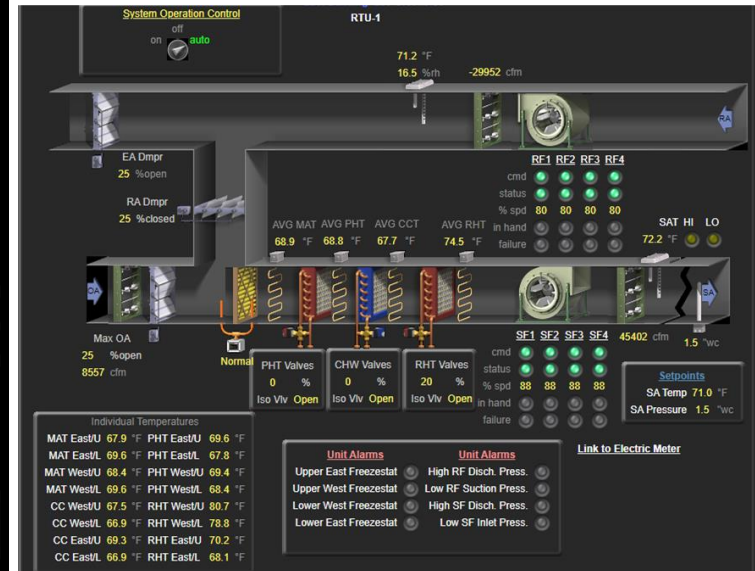 System Operation Control
RTU-1
off
on auto
71.2 °F
16.5 %rh -29952 cfm
RA
EA Dmpr
25 %open
RA Dmpr
25 %closed
RF1 RF2 RF3 RF4
cmd
status
% spd 80 80 80 80
in hand
failure
AVG MAT AVG PHT AVG CCT AVG RHT
68.9 °F 68.8 °F 67.7 °F 74.5 °F
SAT HI LO
72.2 °F
OA
SA
Max OA
25 %open
8557 cfm
Normal
PHT Valves
0 %
Iso Vlv Open
CHW Valves
0 %
Iso Vlv Open
RHT Valves
20 %
Iso Vlv Open
SF1 SF2 SF3 SF4
cmd
status
% spd 88 88 88 88
in hand
failure
45402 cfm
1.5 "wc
Setpoints
SA Temp 71.0 °F
SA Pressure 1.5 "wc
Individual Temperatures
MAT East/U 67.9 °F PHT East/U 69.6 °F
MAT East/L 69.6 °F PHT East/L 67.8 °F
MAT West/U 68.4 °F PHT West/U 69.4 °F
MAT West/L 69.6 °F PHT West/L 68.4 °F
CC West/U 67.5 °F RHT West/U 80.7 °F
CC West/L 66.9 °F RHT West/L 78.8 °F
CC East/U 69.3 °F RHT East/U 70.2 °F
CC East/L 66.9 °F RHT East/L 68.1 °F
Unit Alarms
Upper East Freezestat
Upper West Freezestat
Lower West Freezestat
Lower East Freezestat
Unit Alarms
High RF Disch. Press.
Low RF Suction Press.
High SF Disch. Press.
Low SF Inlet Press.
Link to Electric Meter